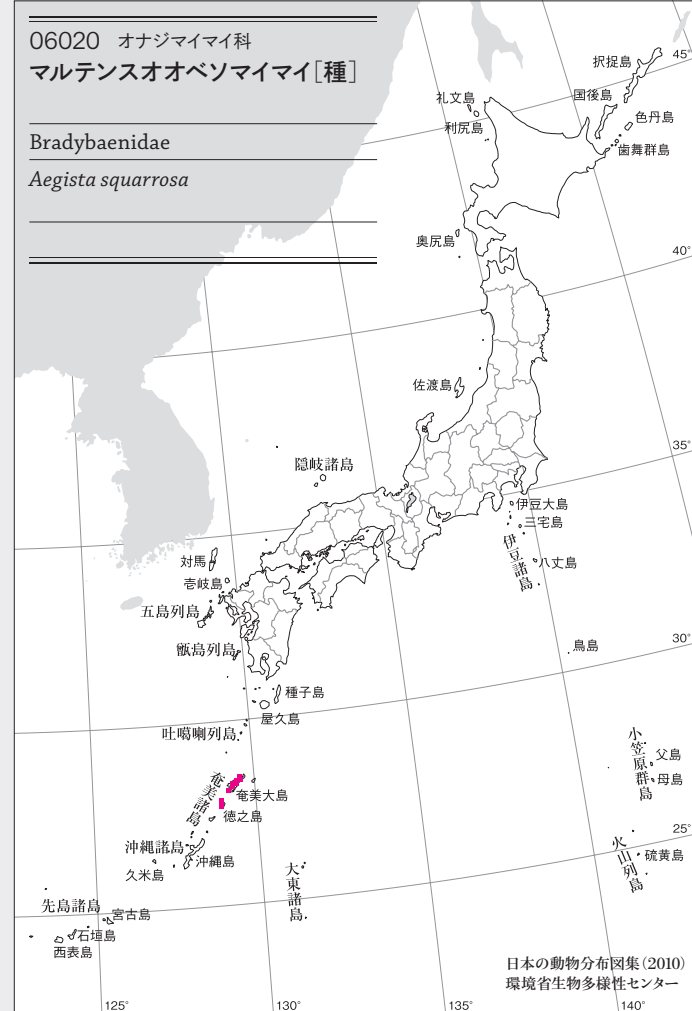 06020 オナジマイマイ科
マルテンスオオベソマイマイ［種］
Bradybaenidae
Aegista squarrosa
択捉島
45°
国後島
礼文島
色丹島
利尻島
歯舞群島
奥尻島
40°
佐渡島
35°
隠岐諸島
伊豆大島
三宅島
伊豆諸島
八丈島
対馬
壱岐島
五島列島
甑島列島
鳥島
30°
種子島
屋久島
吐噶喇列島
小笠原群島
父島
母島
奄美諸島
奄美大島
徳之島
25°
沖縄諸島
沖縄島
久米島
火山列島
硫黄島
大東諸島
先島諸島
宮古島
石垣島
西表島
日本の動物分布図集（2010）
環境省生物多様性センター
125°
130°
135°
140°